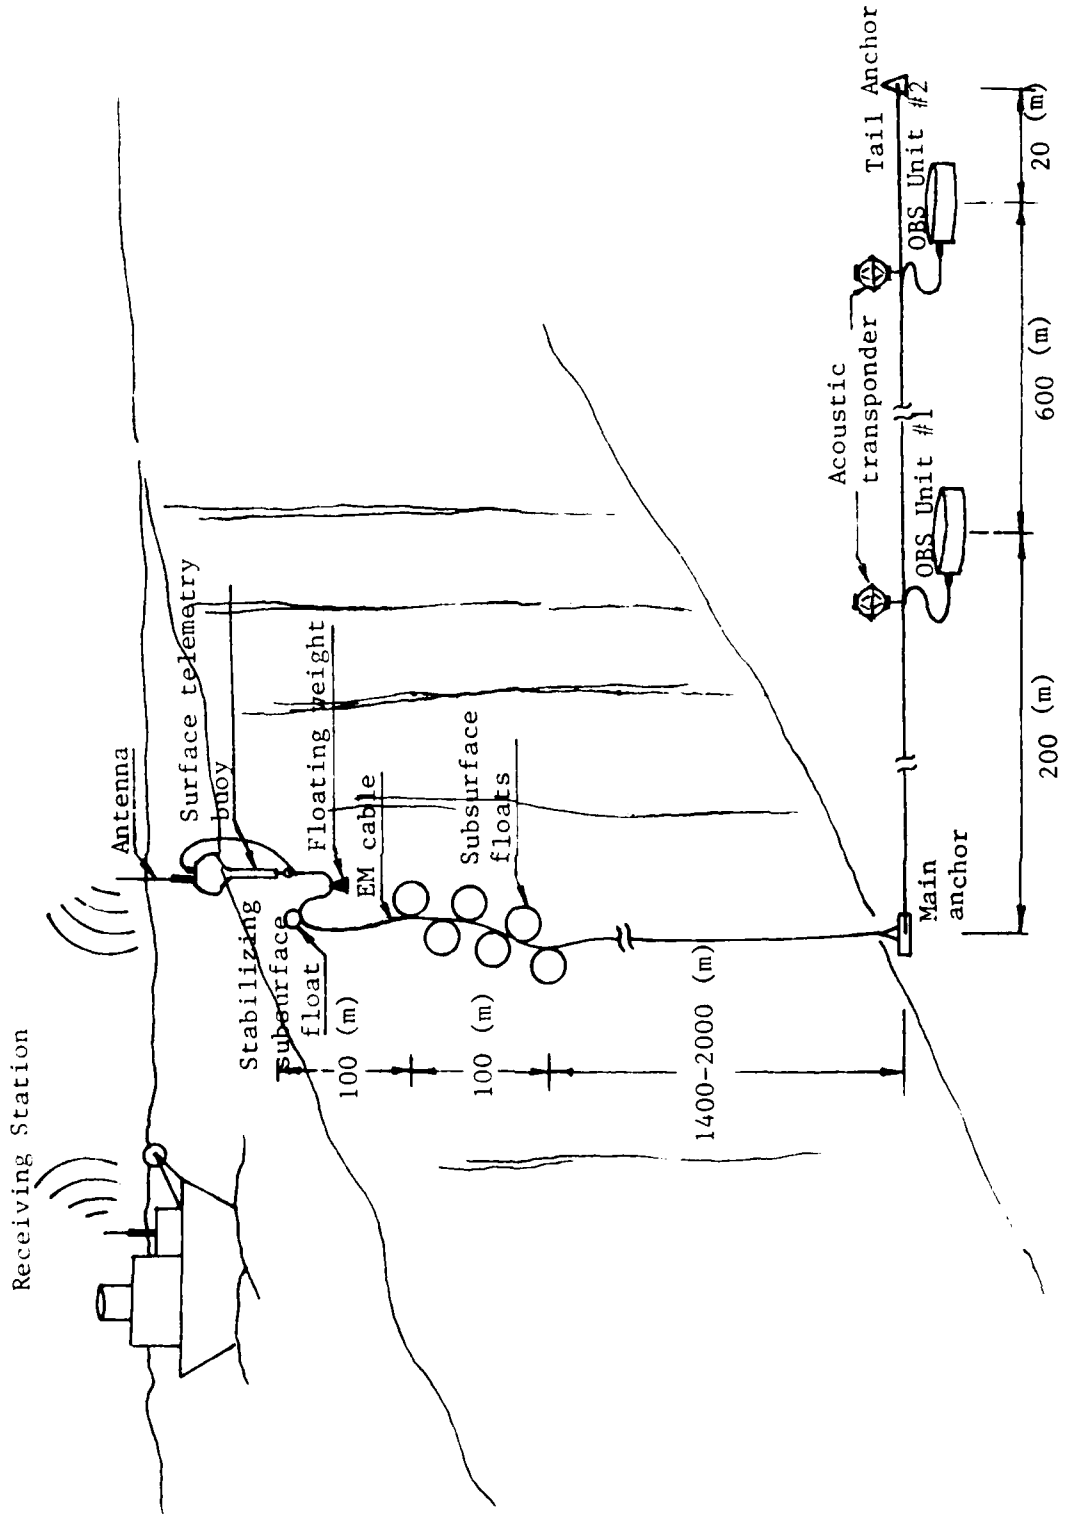 Receiving Station
Antenna
Surface telemetry
buoy
Stabilizing
subsurface
float
Floating weight
EM cable
Subsurface
floats
100 (m)
100 (m)
1400-2000 (m)
Main
anchor
Acoustic
transponder
OBS Unit #1
OBS Unit #2
Tail Anchor
200 (m)
600 (m)
20 (m)